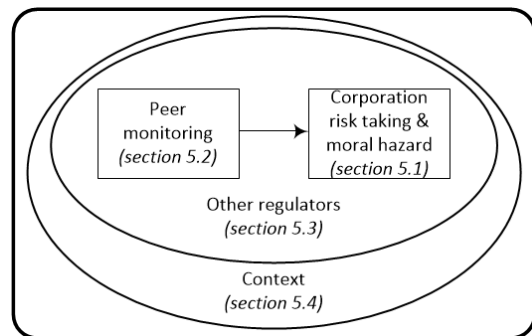 Peer
monitoring
(section 5.2)
Corporation
risk taking &
moral hazard
(section 5.1)
Other regulators
(section 5.3)
Context
(section 5.4)